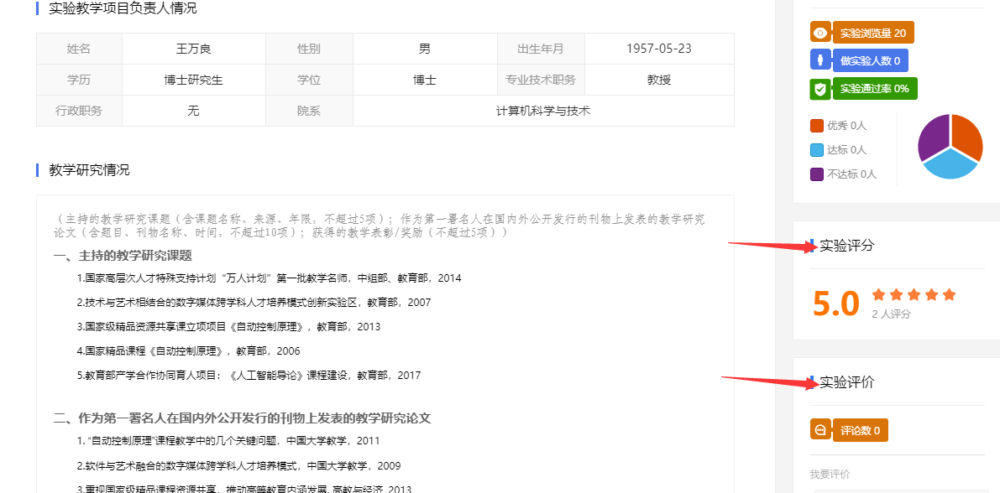 实验教学项目负责人情况
姓名 王万良 性别 男 出生年月 1957-05-23
学历 博士研究生 学位 博士 专业技术职务 教授
行政职务 无 院系 计算机科学与技术
教学研究情况
（主持的教学研究课题（含课题名称、来源、年限，不超过5项）；作为第一署名人在国内外公开发行的刊物上发表的教学研究
论文（含题目、刊物名称、时间，不超过10项）；获得的教学表彰/奖励（不超过5项））
一、主持的教学研究课题
1.国家高层次人才特殊支持计划“万人计划”第一批教学名师，中组部、教育部，2014
2.技术与艺术相结合的数字媒体跨学科人才培养模式创新实验区，教育部，2007
3.国家级精品资源共享课立项项目《自动控制原理》，教育部，2013
4.国家精品课程《自动控制原理》，教育部，2006
5.教育部产学合作协同育人项目：《人工智能导论》课程建设，教育部，2017
二、作为第一署名人在国内外公开发行的刊物上发表的教学研究论文
1. “自动控制原理”课程教学中的几个关键问题，中国大学教学，2011
2.软件与艺术融合的数字媒体跨学科人才培养模式，中国大学教学，2009
3.重视国家级精品课程资源共享，推动高等教育内涵发展, 高教与经济, 2013
实验浏览量 20
做实验人数 0
实验通过率 0%
优秀 0人
达标 0人
不达标 0人
实验评分
5.0
2 人评分
实验评价
评论数 0
我要评价